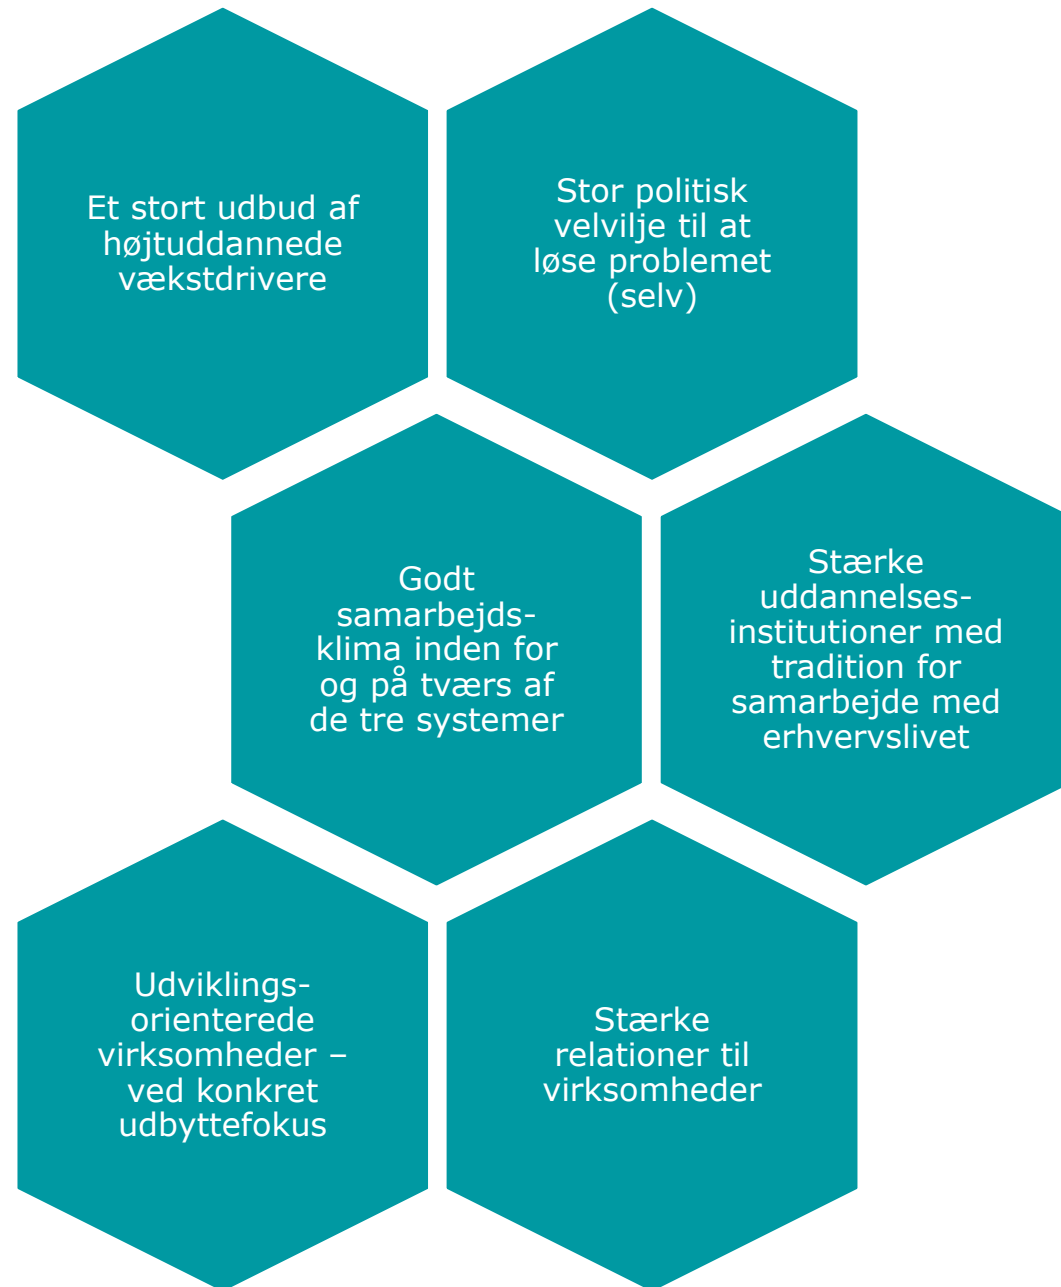 Et stort udbud af
højtuddannede
vækstdrivere
Stor politisk
velvilje til at
løse problemet
(selv)
Godt
samarbejds-
klima inden for
og på tværs af
de tre systemer
Stærke
uddannelses-
institutioner med
tradition for
samarbejde med
erhvervslivet
Udviklings-
orienterede
virksomheder –
ved konkret
udbyttefokus
Stærke
relationer til
virksomheder